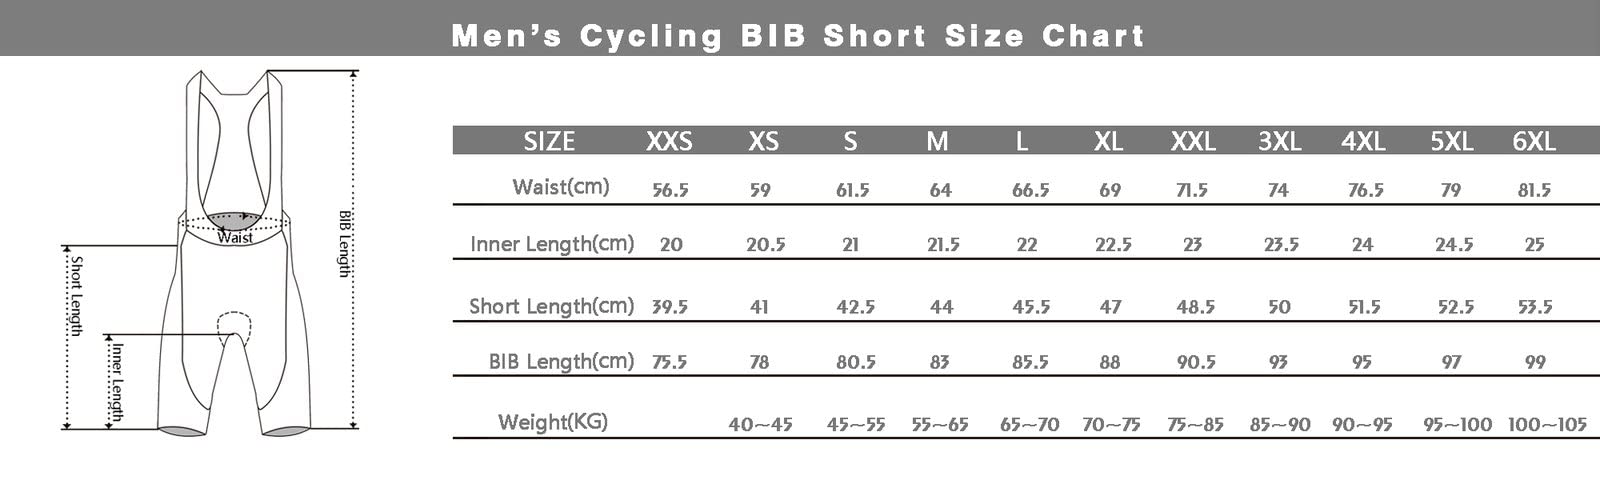 Men's Cycling BIB Short Size Chart
SIZE XXS XS S M L XL XXL 3XL 4XL 5XL 6XL
Waist(cm) 56.5 59 61.5 64 66.5 69 71.5 74 76.5 79 81.5
Inner Length(cm) 20 20.5 21 21.5 22 22.5 23 23.5 24 24.5 25
Short Length(cm) 39.5 41 42.5 44 45.5 47 48.5 50 51.5 52.5 53.5
BIB Length(cm) 75.5 78 80.5 83 85.5 88 90.5 93 95 97 99
Weight(KG) 40~45 45~55 55~65 65~70 70~75 75~85 85~90 90~95 95~100 100~105
Waist
BIB Length
Short Length
Inner Length